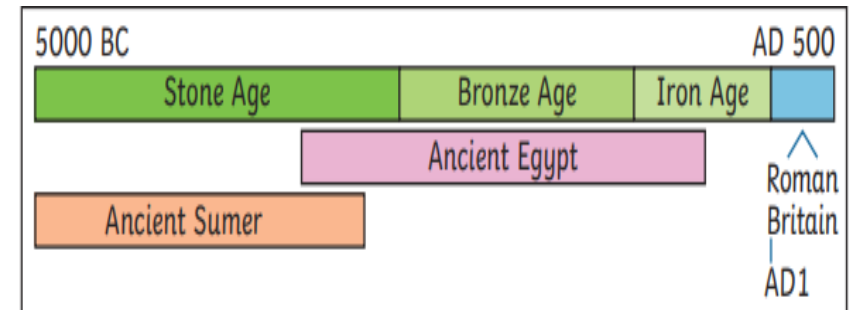 5000 BC AD 500
Stone Age Bronze Age Iron Age
Ancient Egypt
Ancient Sumer
Roman
Britain
AD1